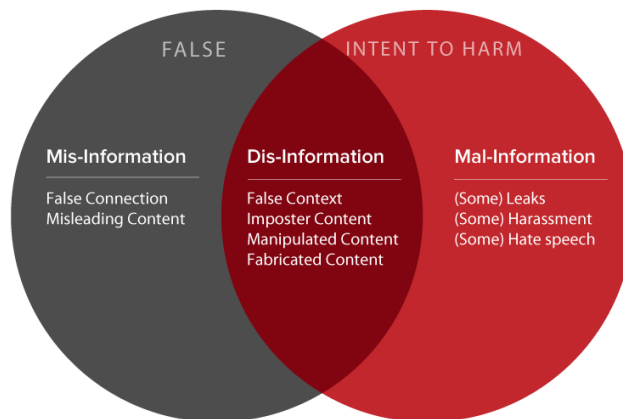 FALSE
INTENT TO HARM
Mis-Information
False Connection
Misleading Content
Dis-Information
False Context
Imposter Content
Manipulated Content
Fabricated Content
Mal-Information
(Some) Leaks
(Some) Harassment
(Some) Hate speech